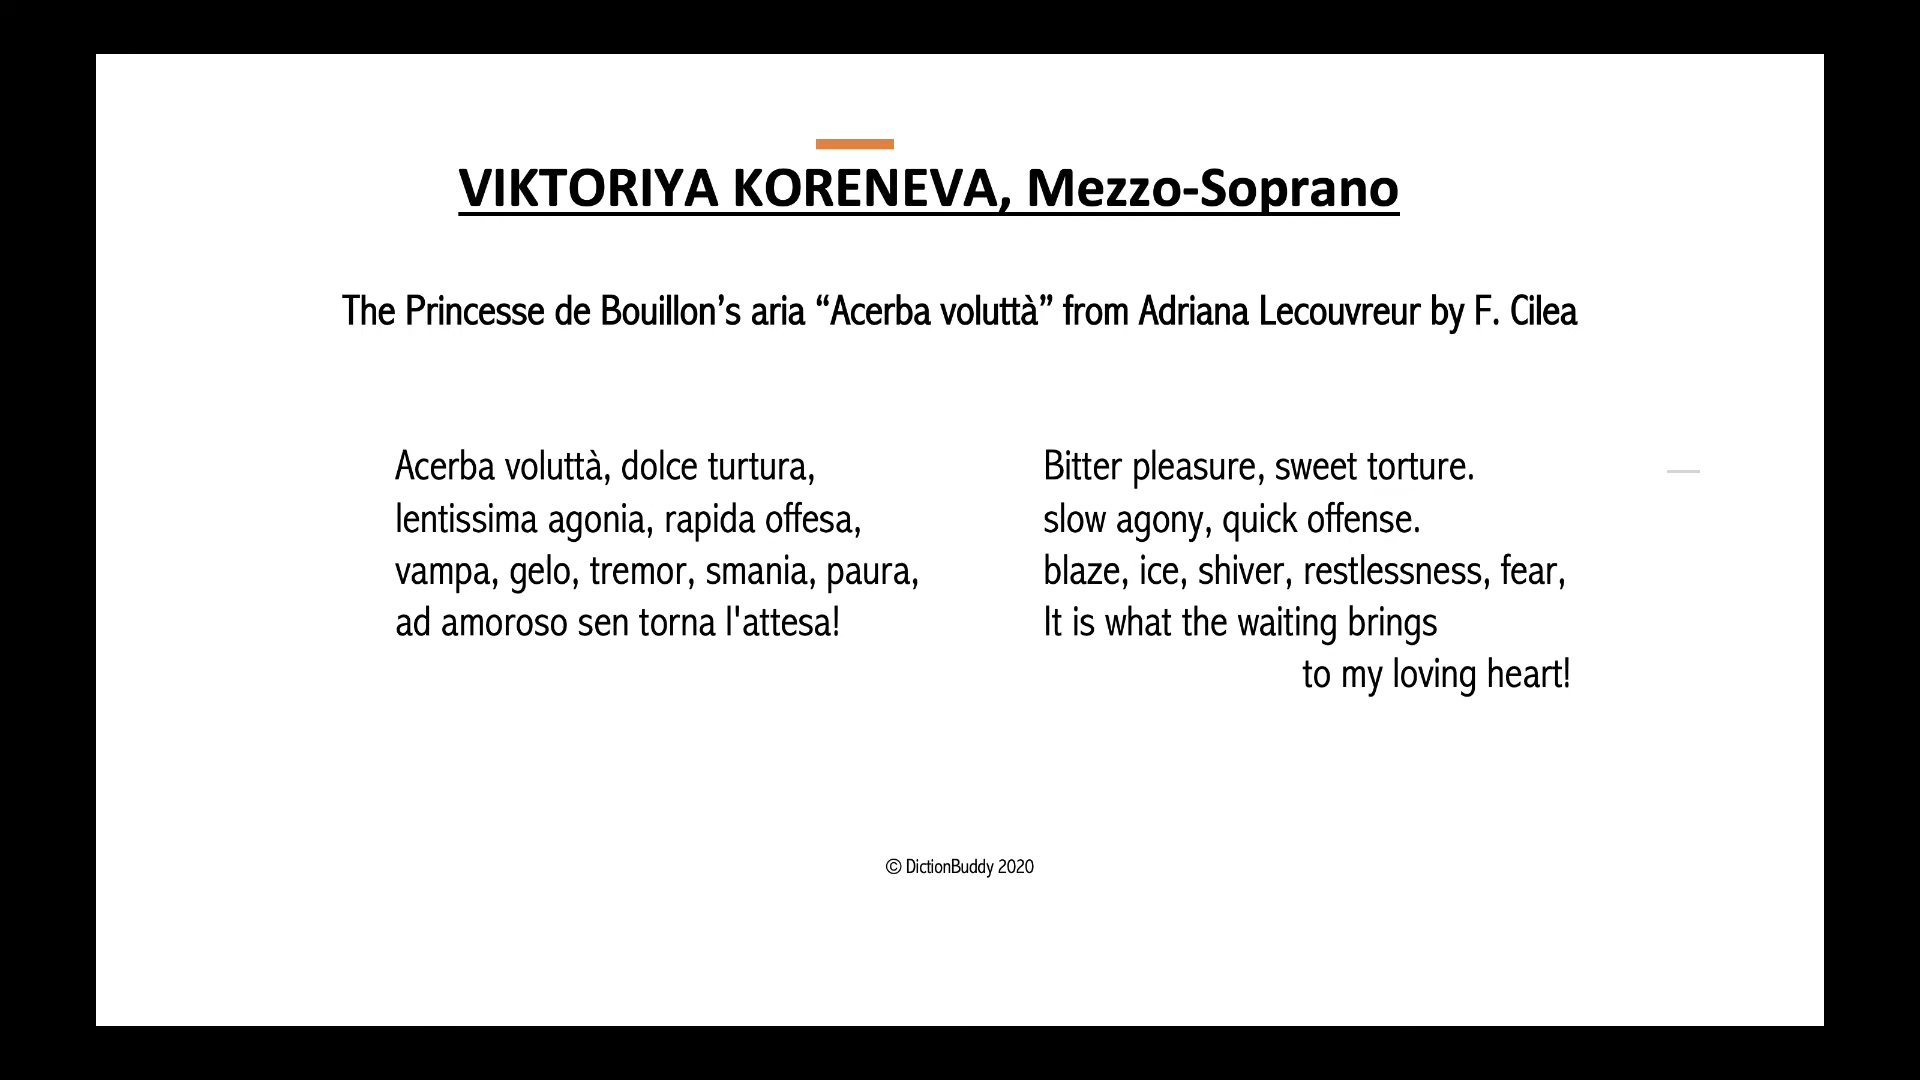 VIKTORIYA KORENEVA, Mezzo-Soprano
The Princesse de Bouillon’s aria “Acerba voluttà” from Adriana Lecouvreur by F. Cilea
Acerba voluttà, dolce turtura,
lentissima agonia, rapida offesa,
vampa, gelo, tremor, smania, paura,
ad amoroso sen torna l'attesa!
Bitter pleasure, sweet torture.
slow agony, quick offense.
blaze, ice, shiver, restlessness, fear,
It is what the waiting brings
to my loving heart!
© DictionBuddy 2020